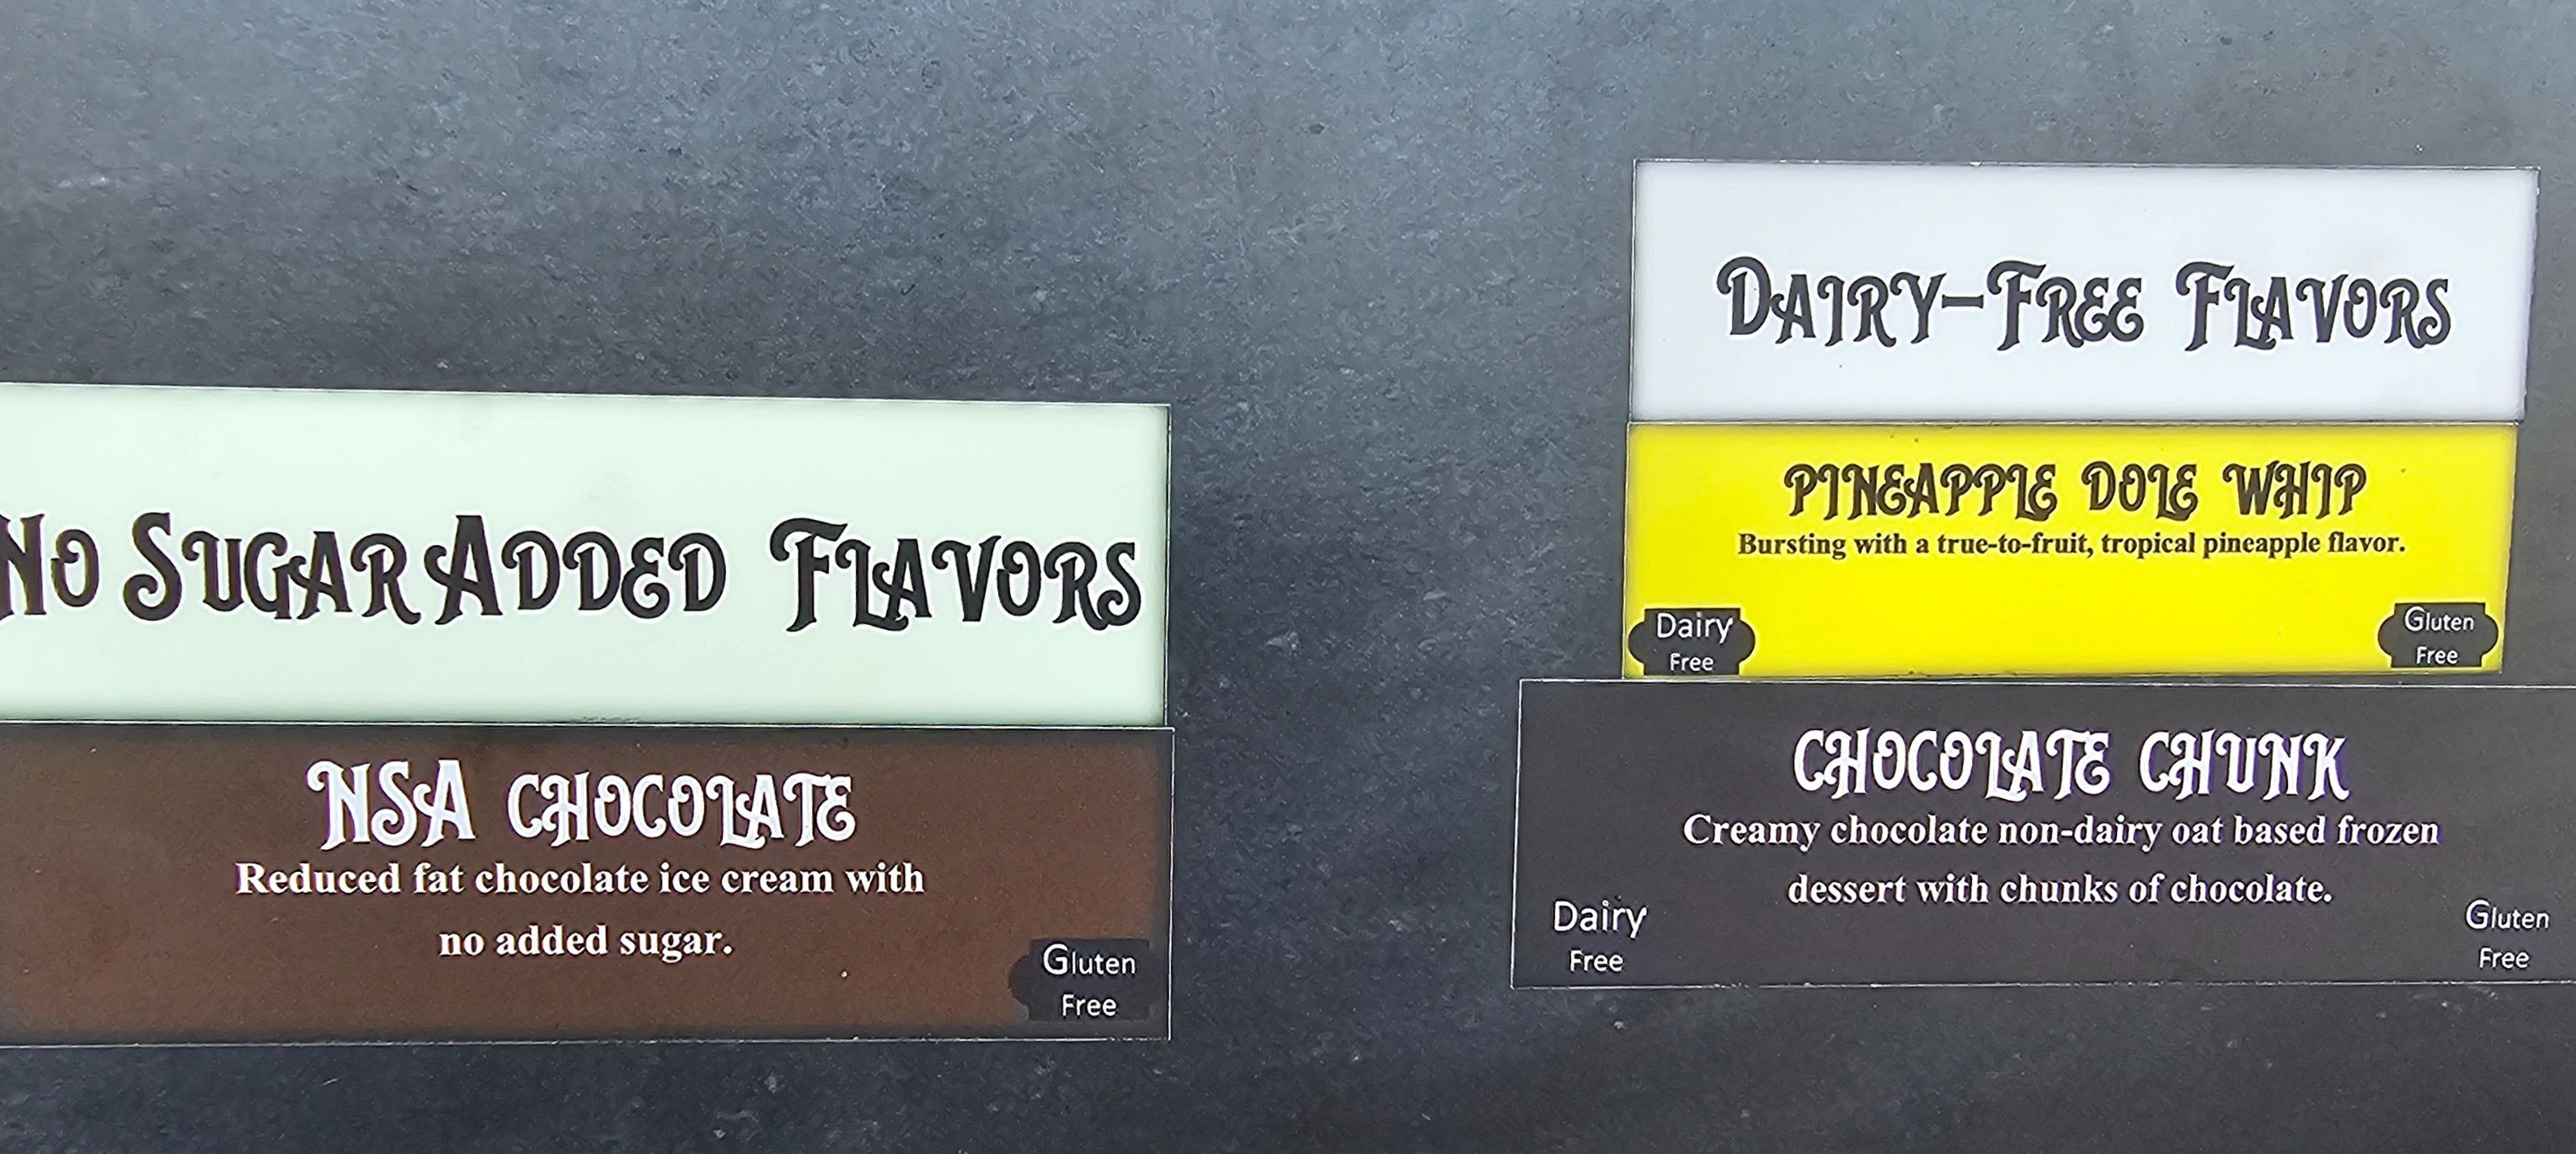 No Sugar Added Flavors
NSA CHOCOLATE
Reduced fat chocolate ice cream with
no added sugar.
Gluten
Free
Dairy-Free Flavors
PINEAPPLE DOLE WHIP
Bursting with a true-to-fruit, tropical pineapple flavor.
Dairy
Free
Gluten
Free
CHOCOLATE CHUNK
Creamy chocolate non-dairy oat based frozen
dessert with chunks of chocolate.
Dairy
Free
Gluten
Free